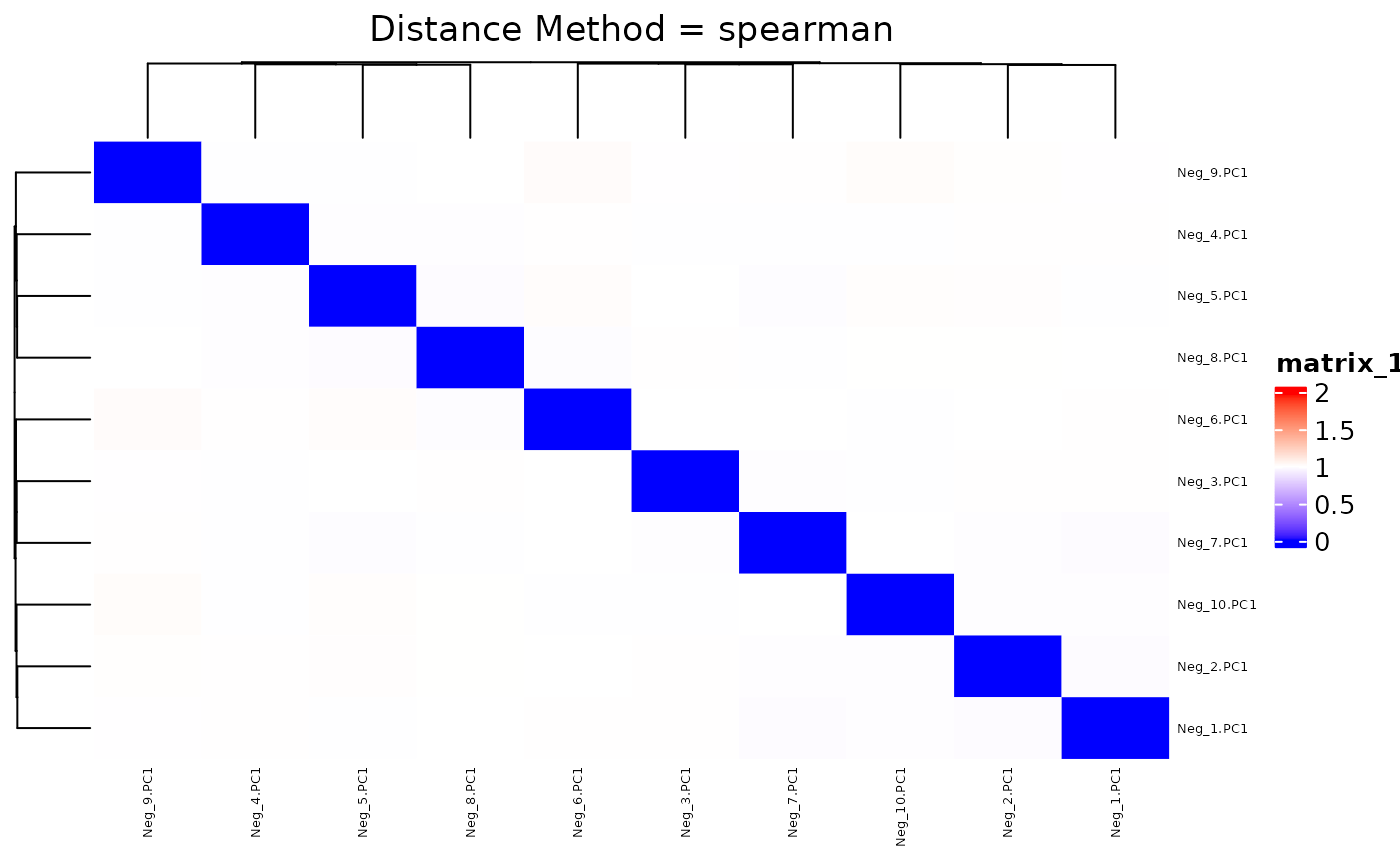 Distance Method = spearman
Neg_9.PC1
Neg_4.PC1
Neg_5.PC1
Neg_8.PC1
Neg_6.PC1
Neg_3.PC1
Neg_7.PC1
Neg_10.PC1
Neg_2.PC1
Neg_1.PC1
matrix_1
2
1.5
1
0.5
0
Neg_9.PC1
Neg_4.PC1
Neg_5.PC1
Neg_8.PC1
Neg_6.PC1
Neg_3.PC1
Neg_7.PC1
Neg_10.PC1
Neg_2.PC1
Neg_1.PC1